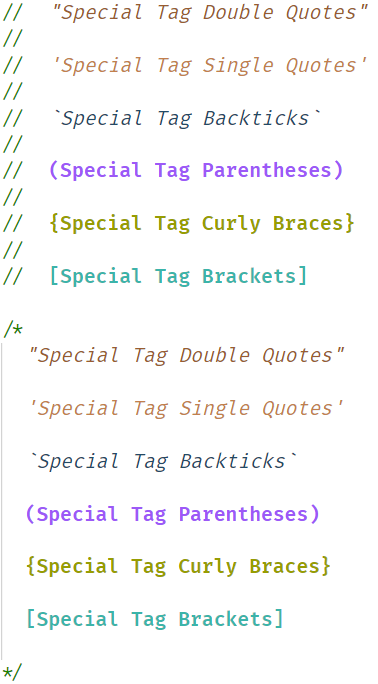 //  "Special Tag Double Quotes"
//
//  'Special Tag Single Quotes'
//
//  `Special Tag Backticks`
//
//  (Special Tag Parentheses)
//
//  {Special Tag Curly Braces}
//
//  [Special Tag Brackets]
/*
"Special Tag Double Quotes"
'Special Tag Single Quotes'
`Special Tag Backticks`
(Special Tag Parentheses)
{Special Tag Curly Braces}
[Special Tag Brackets]
*/